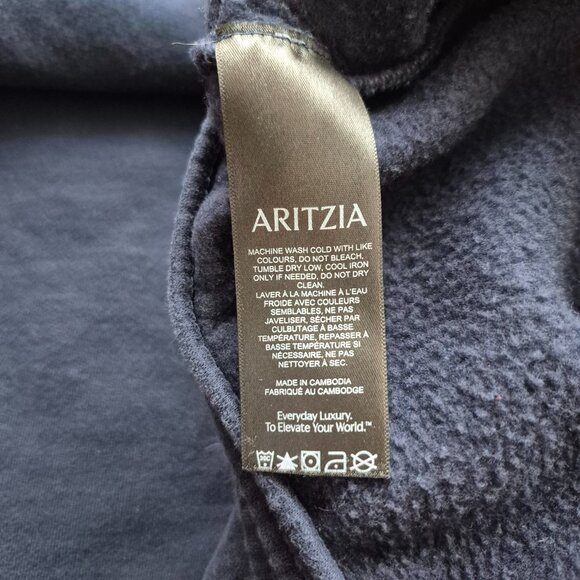 ARITZIA
MACHINE WASH COLD WITH LIKE
COLOURS, DO NOT BLEACH,
TUMBLE DRY LOW, COOL IRON
ONLY IF NEEDED, DO NOT DRY
CLEAN.
LAVER À LA MACHINE À L'EAU
FROIDE AVEC COULEURS
SEMBLABLES, NE PAS
JAVELISER, SÉCHER PAR
CULBUTAGE À BASSE
TEMPÉRATURE, REPASSER À
BASSE TEMPÉRATURE SI
NÉCESSAIRE, NE PAS
NETTOYER À SEC.
MADE IN CAMBODIA
FABRIQUÉ AU CAMBODGE
Everyday Luxury.
To Elevate Your World.™